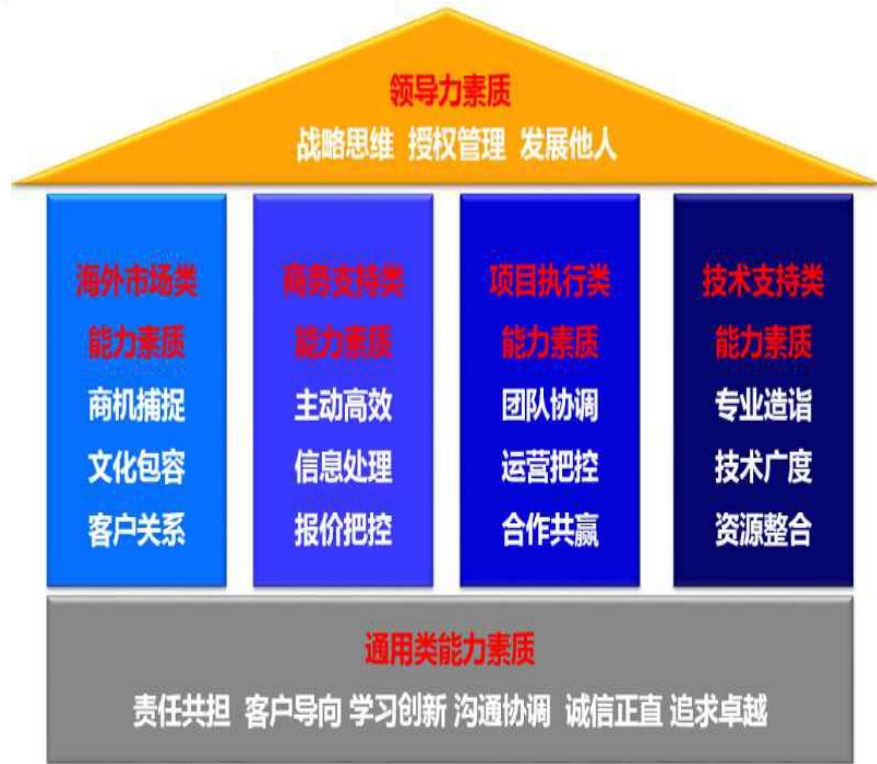 领导力素质
战略思维 授权管理 发展他人
海外市场类
能力素质
商机捕捉
文化包容
客户关系
商务支持类
能力素质
主动高效
信息处理
报价把控
项目执行类
能力素质
团队协调
运营把控
合作共赢
技术支持类
能力素质
专业造诣
技术广度
资源整合
通用类能力素质
责任共担 客户导向 学习创新 沟通协调 诚信正直 追求卓越